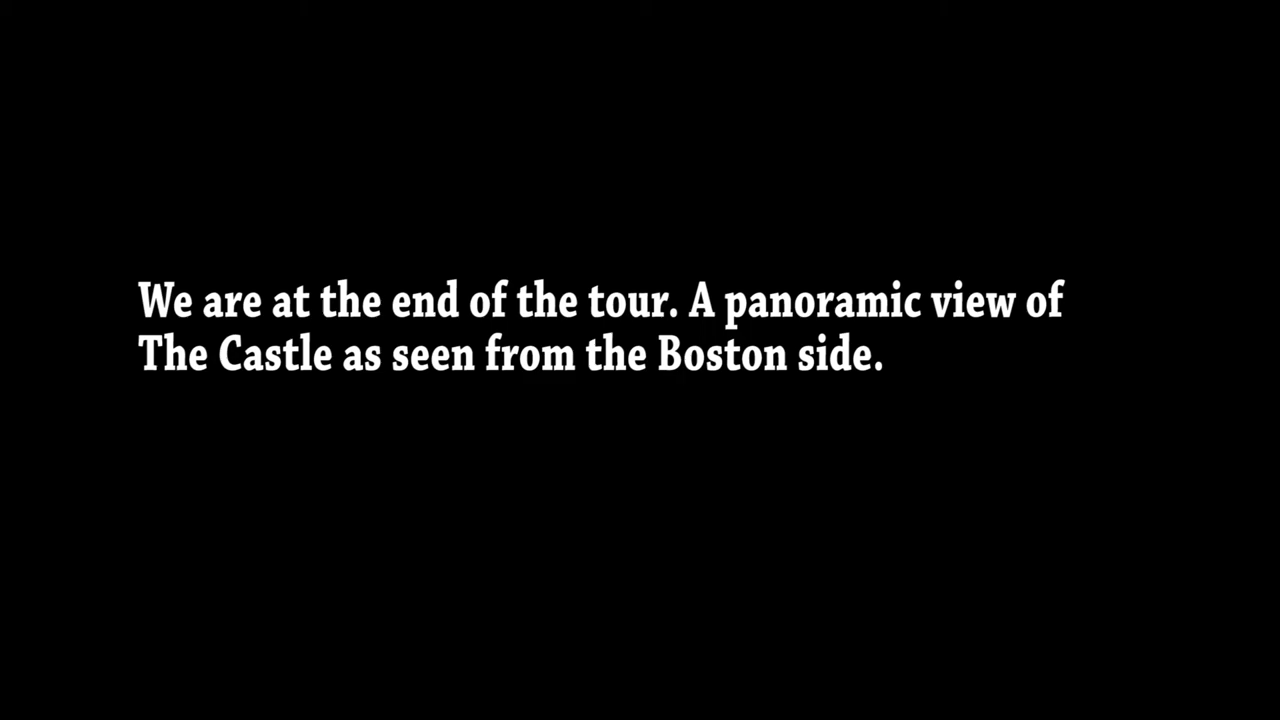 We are at the end of the tour. A panoramic view of
The Castle as seen from the Boston side.